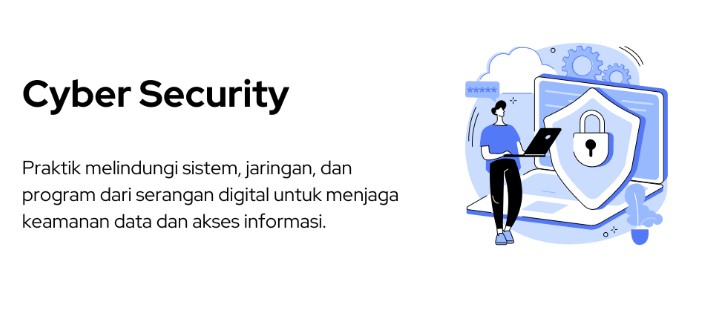 Cyber Security
Praktik melindungi sistem, jaringan, dan
program dari serangan digital untuk menjaga
keamanan data dan akses informasi.